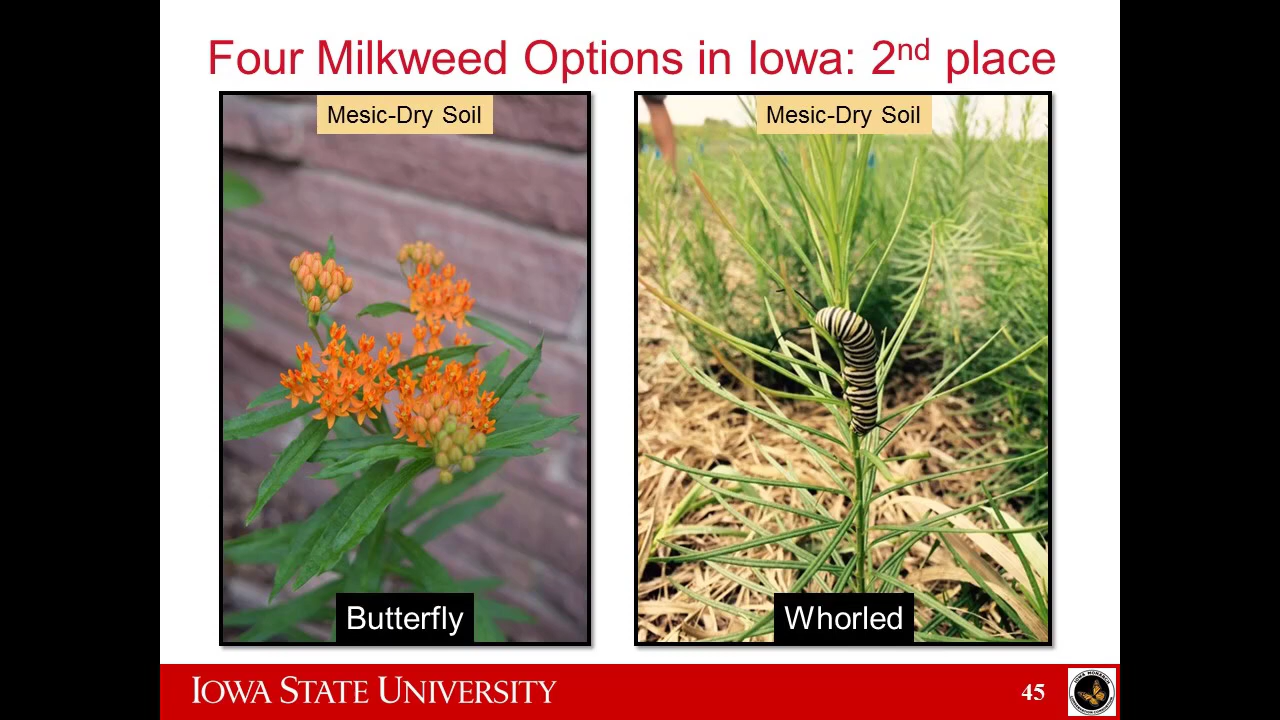 Four Milkweed Options in Iowa: 2nd place
Mesic-Dry Soil
Mesic-Dry Soil
Butterfly
Whorled
IOWA STATE UNIVERSITY
45